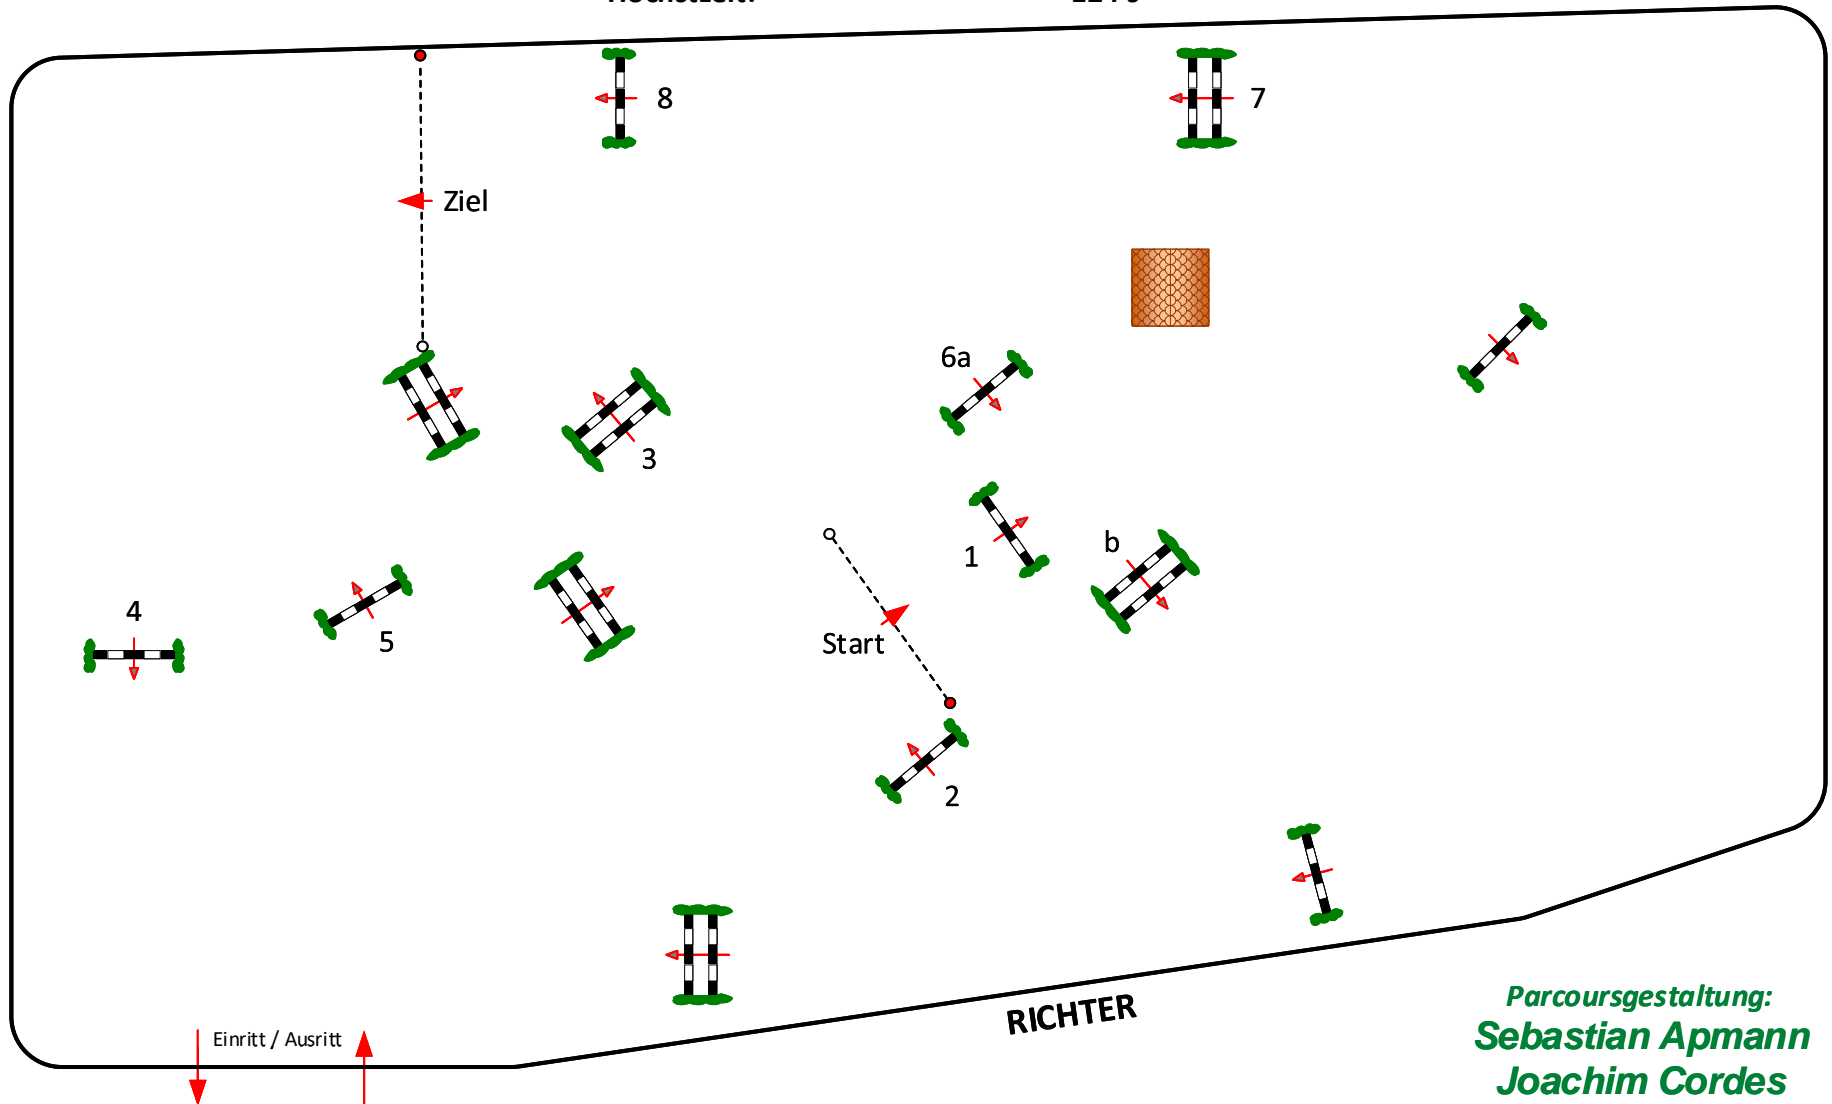 8
7
Ziel
6a
3
1
b
4
5
Start
2
Einritt / Ausritt
RICHTER
Parcoursgestaltung:
Sebastian Apmann
Joachim Cordes